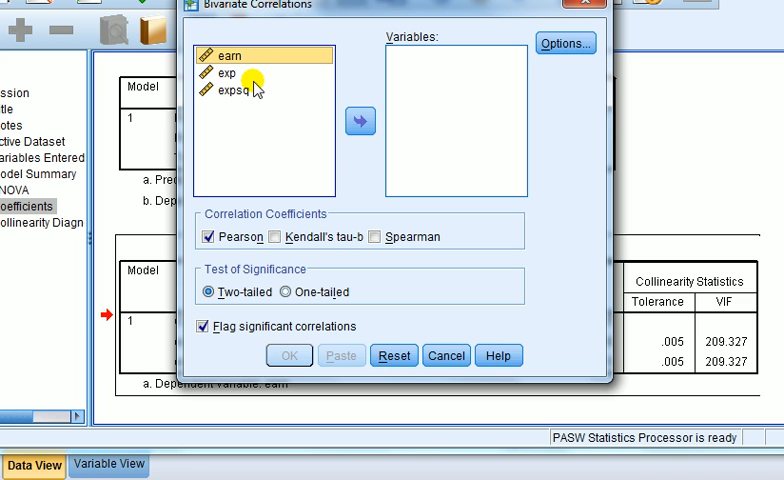 Bivariate Correlations
Variables:
Options...
earn
exp
expsq
Correlation Coefficients
Pearson
Kendall's tau-b
Spearman
Test of Significance
Two-tailed
One-tailed
Flag significant correlations
OK
Paste
Reset
Cancel
Help
ssion
tle
otes
ctive Dataset
ariables Entered
odel Summary
NOVA
oefficients
ollinearity Diagn
Model
1
a. Pred
b. Dep
Model
Collinearity Statistics
Tolerance
VIF
1
.005
209.327
.005
209.327
a. Dependent Variable: earn
PASW Statistics Processor is ready
Data View
Variable View